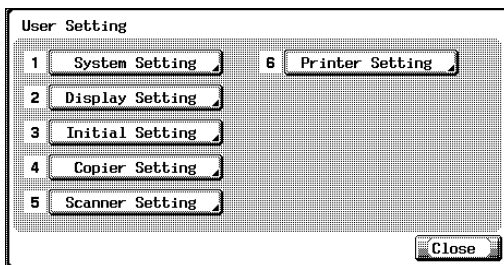 User Setting
1 System Setting
2 Display Setting
3 Initial Setting
4 Copier Setting
5 Scanner Setting
6 Printer Setting
Close